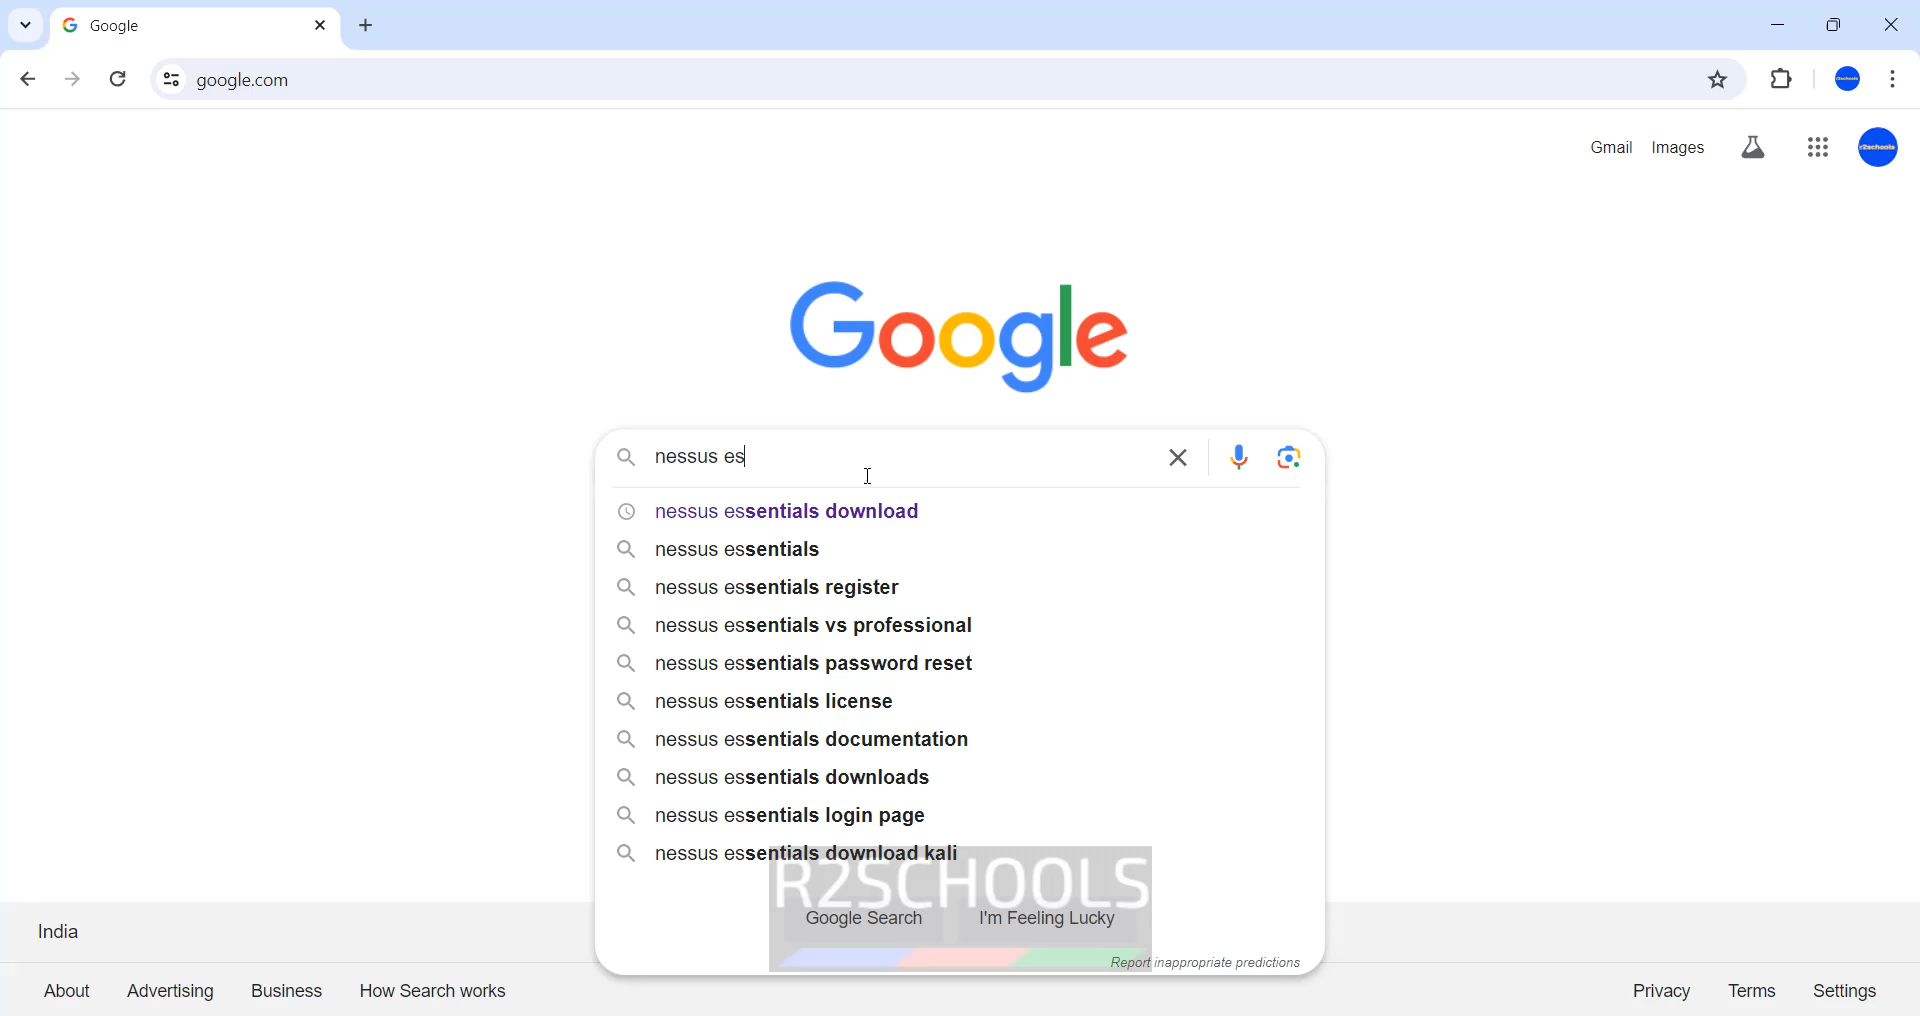 Google
google.com
r2schools
Gmail Images
r2schools
Google
nessus es
nessus essentials download
nessus essentials
nessus essentials register
nessus essentials vs professional
nessus essentials password reset
nessus essentials license
nessus essentials documentation
nessus essentials downloads
nessus essentials login page
nessus essentials download kali
R2SCHOOLS
Google Search I'm Feeling Lucky
India
Report inappropriate predictions
About Advertising Business How Search works
Privacy Terms Settings